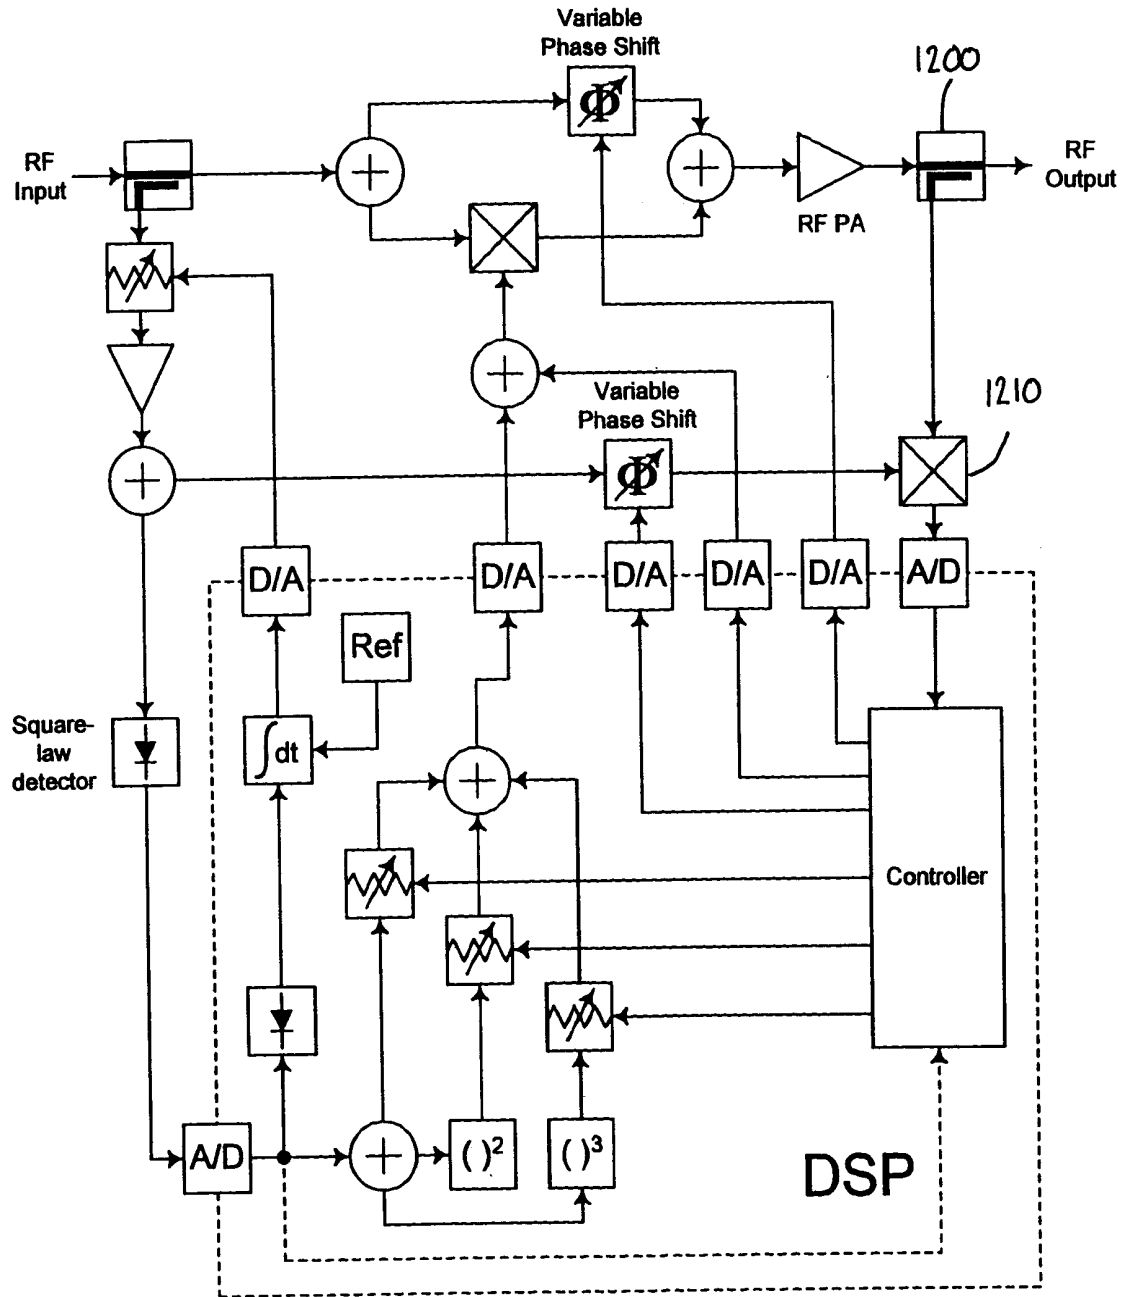 Variable
Phase Shift
1200
Φ
RF
Input
RF
Output
RF PA
Variable
Phase Shift
1210
Φ
D/A
D/A
D/A
D/A
D/A
A/D
Ref
Square-
law
detector
∫dt
Controller
A/D
( )²
( )³
DSP